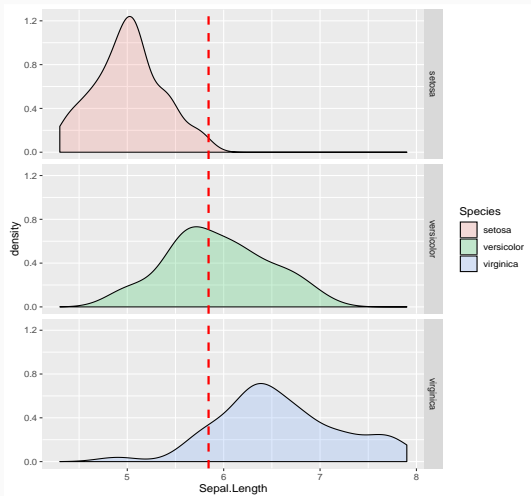 1.2
0.8
0.4
0.0
setosa
1.2
0.8
0.4
0.0
versicolor
1.2
0.8
0.4
0.0
virginica
density
5 6 7 8
Sepal.Length
Species
setosa
versicolor
virginica